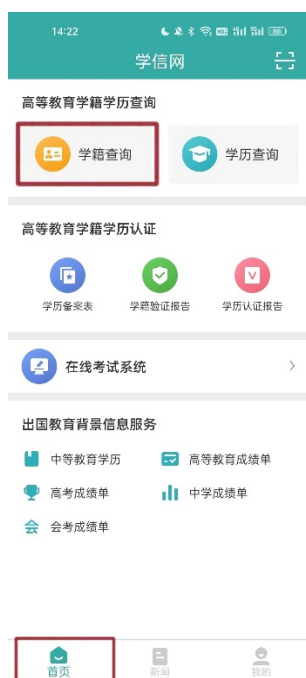 14:22
学信网
高等教育学籍学历查询
学籍查询
学历查询
高等教育学籍学历认证
学历备案表
学籍验证报告
学历认证报告
在线考试系统
出国教育背景信息服务
中等教育学历
高等教育成绩单
高考成绩单
中学成绩单
会 会考成绩单
首页
新闻
我的